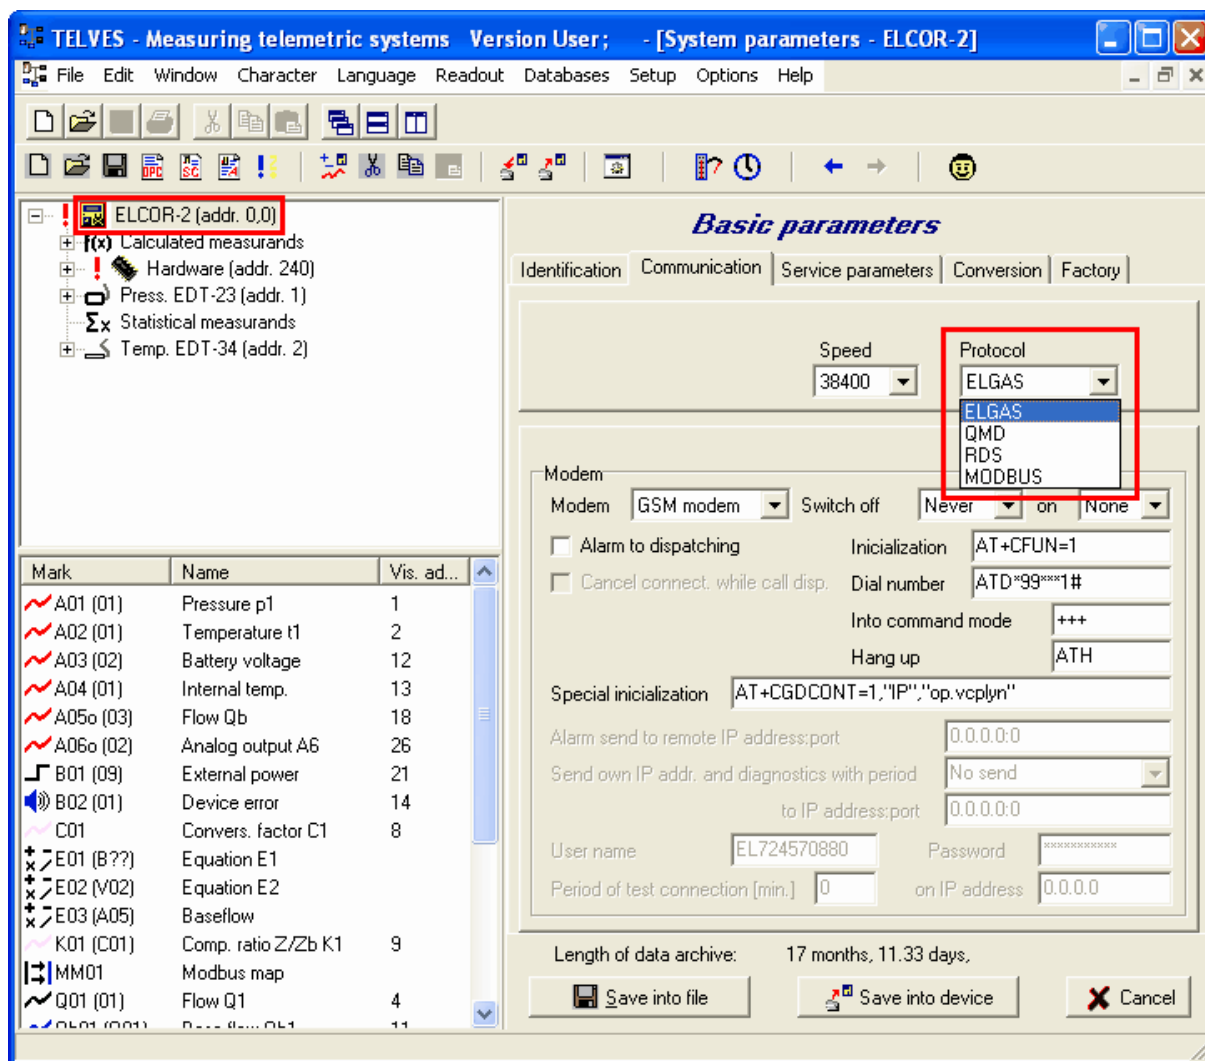 TELVES - Measuring telemetric systems Version User; - [System parameters - ELCOR-2]
File Edit Window Character Language Readout Databases Setup Options Help
ELCOR-2 (addr. 0,0)
f(x) Calculated measurands
Hardware (addr. 240)
Press. EDT-23 (addr. 1)
Σx Statistical measurands
Temp. EDT-34 (addr. 2)
Basic parameters
Identification Communication Service parameters Conversion Factory
Speed Protocol
38400 ELGAS
ELGAS
QMD
RDS
MODBUS
Modem
Modem GSM modem Switch off Never on None
Alarm to dispatching Inicialization AT+CFUN=1
Cancel connect. while call disp. Dial number ATD*99***1#
Into command mode +++
Hang up ATH
Special inicialization AT+CGDCONT=1,"IP","op.vcplyn"
Alarm send to remote IP address:port 0.0.0.0:0
Send own IP addr. and diagnostics with period No send
to IP address:port 0.0.0.0:0
User name EL724570880 Password ***********
Period of test connection [min.] 0 on IP address 0.0.0.0
Length of data archive: 17 months, 11.33 days,
Save into file Save into device Cancel
Mark Name Vis. ad...
A01 (01) Pressure p1 1
A02 (01) Temperature t1 2
A03 (02) Battery voltage 12
A04 (01) Internal temp. 13
A05o (03) Flow Qb 18
A06o (02) Analog output A6 26
B01 (09) External power 21
B02 (01) Device error 14
C01 Convers. factor C1 8
E01 (B??) Equation E1
E02 (V02) Equation E2
E03 (A05) Baseflow
K01 (C01) Comp. ratio Z/Zb K1 9
MM01 Modbus map
Q01 (01) Flow Q1 4